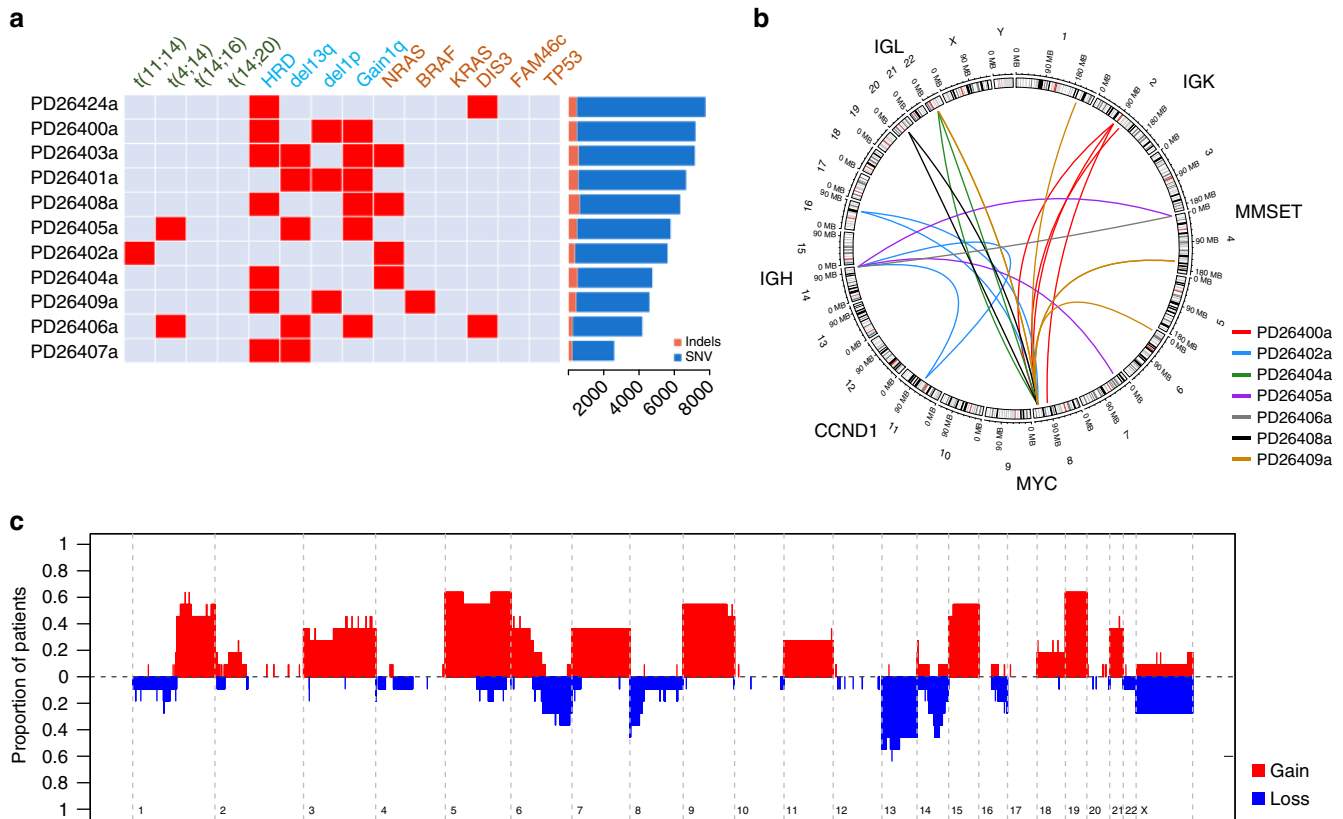 a
t(11;14)
t(4;14)
t(14;16)
t(14;20)
HRD
del13q
del1p
Gain1q
NRAS
BRAF
KRAS
DIS3
FAM46c
TP53
PD26424a
PD26400a
PD26403a
PD26401a
PD26408a
PD26405a
PD26402a
PD26404a
PD26409a
PD26406a
PD26407a
Indels
SNV
2000
4000
6000
8000
b
IGL
IGK
MMSET
IGH
CCND1
MYC
1
2
3
4
5
6
7
8
9
10
11
12
13
14
15
16
17
18
19
20
21
22
X
Y
0 MB
90 MB
180 MB
PD26400a
PD26402a
PD26404a
PD26405a
PD26406a
PD26408a
PD26409a
c
Proportion of patients
1
0.8
0.6
0.4
0.2
0
0.2
0.4
0.6
0.8
1
1 2 3 4 5 6 7 8 9 10 11 12 13 14 15 16 17 18 19 20 21 22 X
Gain
Loss